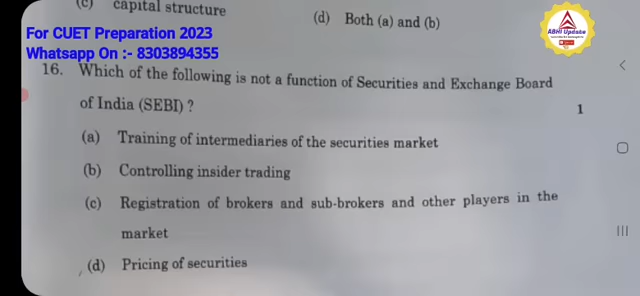 (c) capital structure
(d) Both (a) and (b)
For CUET Preparation 2023
Whatsapp On :- 8303894355
ABHI Update
16. Which of the following is not a function of Securities and Exchange Board
of India (SEBI) ?
1
(a) Training of intermediaries of the securities market
(b) Controlling insider trading
(c) Registration of brokers and sub-brokers and other players in the
market
(d) Pricing of securities